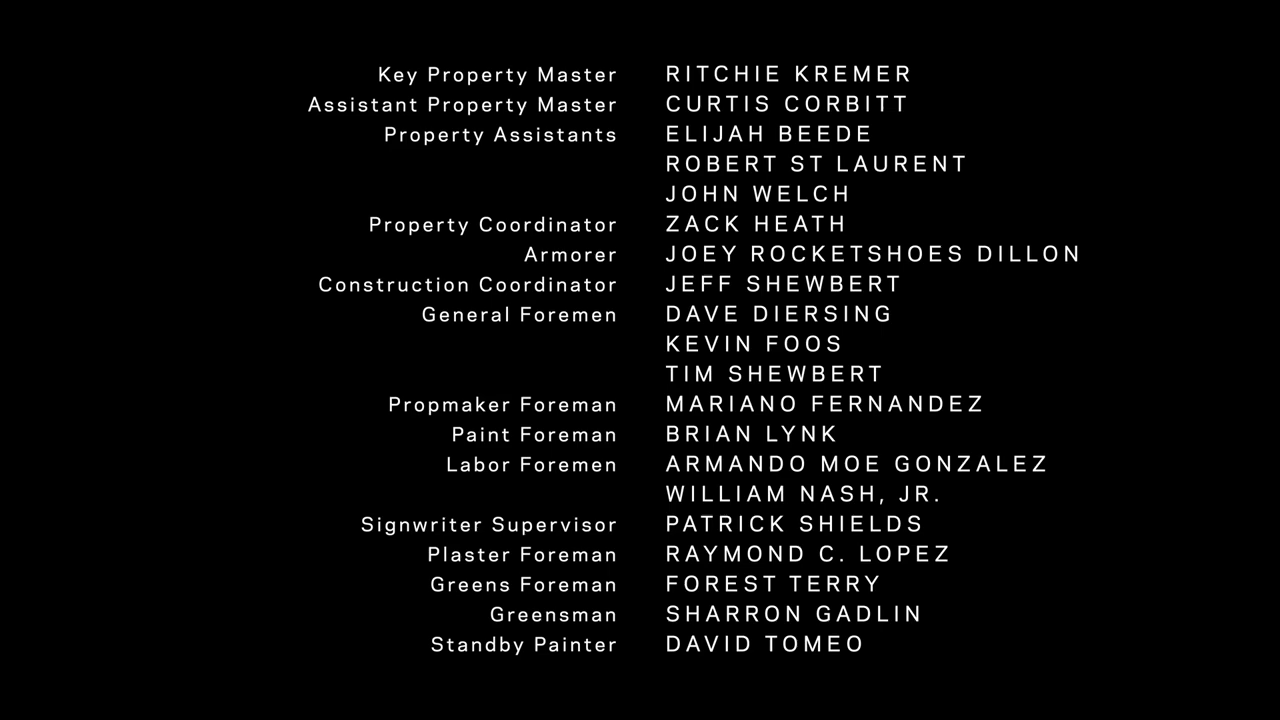 Key Property Master RITCHIE KREMER
Assistant Property Master CURTIS CORBITT
Property Assistants ELIJAH BEEDE
ROBERT ST LAURENT
JOHN WELCH
Property Coordinator ZACK HEATH
Armorer JOEY ROCKETSHOES DILLON
Construction Coordinator JEFF SHEWBERT
General Foremen DAVE DIERSING
KEVIN FOOS
TIM SHEWBERT
Propmaker Foreman MARIANO FERNANDEZ
Paint Foreman BRIAN LYNK
Labor Foremen ARMANDO MOE GONZALEZ
WILLIAM NASH, JR.
Signwriter Supervisor PATRICK SHIELDS
Plaster Foreman RAYMOND C. LOPEZ
Greens Foreman FOREST TERRY
Greensman SHARRON GADLIN
Standby Painter DAVID TOMEO